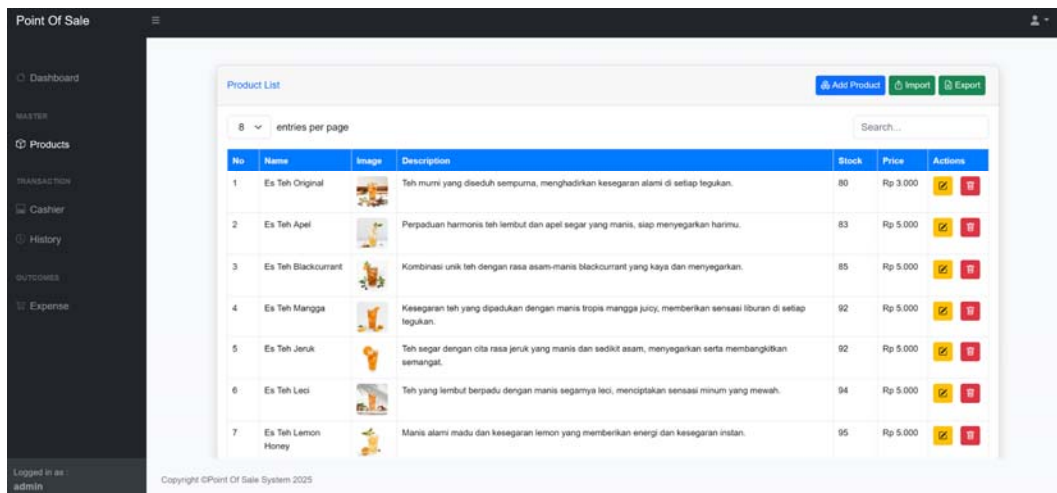 Point Of Sale
Dashboard
MASTER
Products
TRANSACTION
Cashier
History
OUTCOMES
Expense
Logged in as :
admin
Product List
Add Product Import Export
8 entries per page Search...
No Name Image Description Stock Price Actions
1 Es Teh Original Teh murni yang diseduh sempurna, menghadirkan kesegaran alami di setiap tegukan. 80 Rp 3.000
2 Es Teh Apel Perpaduan harmonis teh lembut dan apel segar yang manis, siap menyegarkan harimu. 83 Rp 5.000
3 Es Teh Blackcurrant Kombinasi unik teh dengan rasa asam-manis blackcurrant yang kaya dan menyegarkan. 85 Rp 5.000
4 Es Teh Mangga Kesegaran teh yang dipadukan dengan manis tropis mangga juicy, memberikan sensasi liburan di setiap 92 Rp 5.000
tegukan.
5 Es Teh Jeruk Teh segar dengan cita rasa jeruk yang manis dan sedikit asam, menyegarkan serta membangkitkan 92 Rp 5.000
semangat.
6 Es Teh Leci Teh yang lembut berpadu dengan manis segarnya leci, menciptakan sensasi minum yang mewah. 94 Rp 5.000
7 Es Teh Lemon Manis alami madu dan kesegaran lemon yang memberikan energi dan kesegaran instan. 95 Rp 5.000
Honey
Copyright ©Point Of Sale System 2025